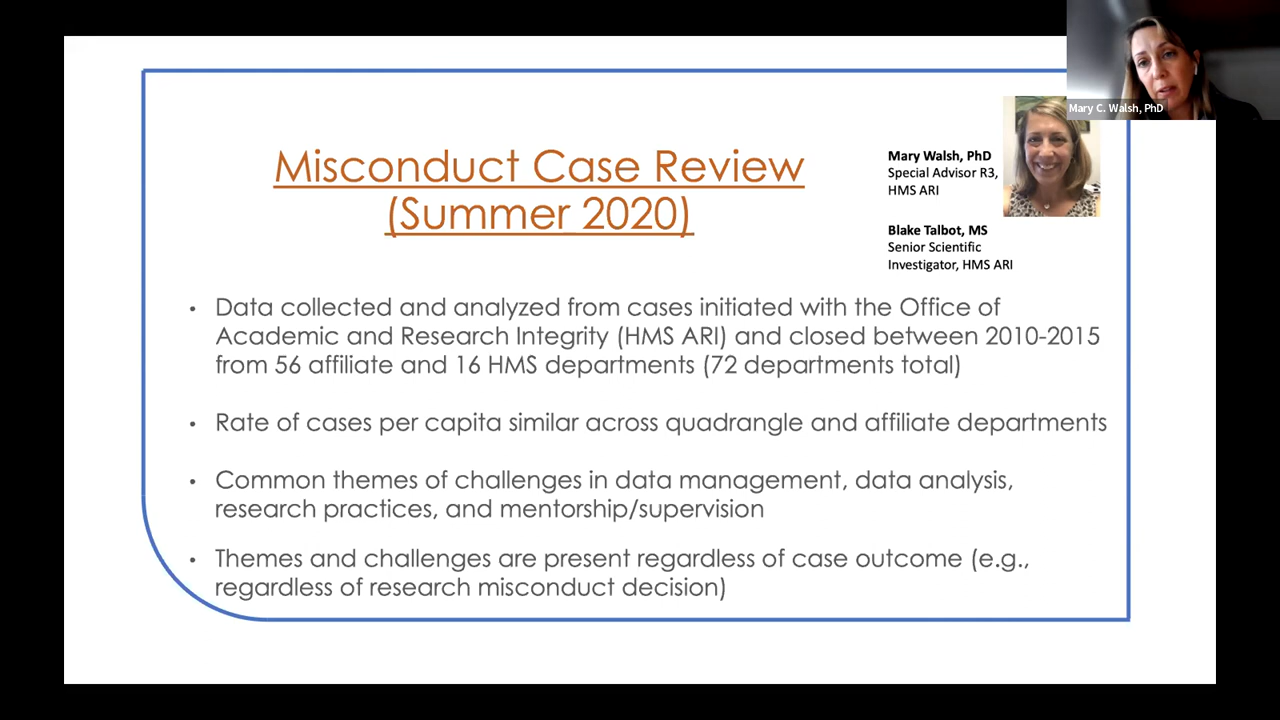 Mary C. Walsh, PhD
Misconduct Case Review
(Summer 2020)
Mary Walsh, PhD
Special Advisor R3,
HMS ARI
Blake Talbot, MS
Senior Scientific
Investigator, HMS ARI
• Data collected and analyzed from cases initiated with the Office of
Academic and Research Integrity (HMS ARI) and closed between 2010-2015
from 56 affiliate and 16 HMS departments (72 departments total)
• Rate of cases per capita similar across quadrangle and affiliate departments
• Common themes of challenges in data management, data analysis,
research practices, and mentorship/supervision
• Themes and challenges are present regardless of case outcome (e.g.,
regardless of research misconduct decision)